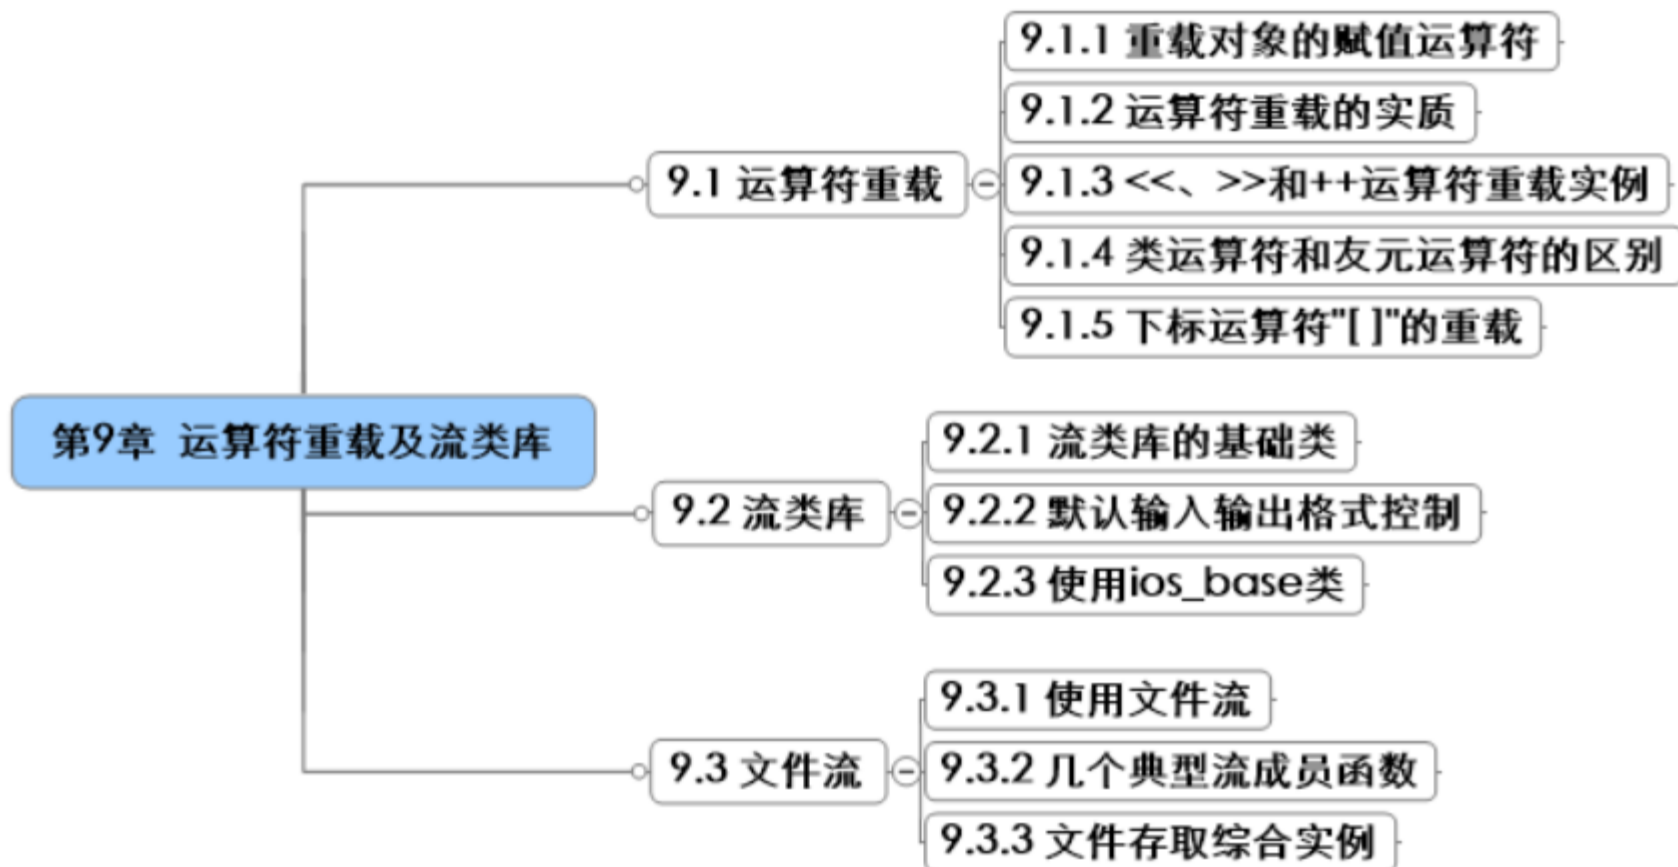 第9章 运算符重载及流类库
9.1 运算符重载
9.1.1 重载对象的赋值运算符
9.1.2 运算符重载的实质
9.1.3 <<、>>和++运算符重载实例
9.1.4 类运算符和友元运算符的区别
9.1.5 下标运算符"[ ]"的重载
9.2 流类库
9.2.1 流类库的基础类
9.2.2 默认输入输出格式控制
9.2.3 使用ios_base类
9.3 文件流
9.3.1 使用文件流
9.3.2 几个典型流成员函数
9.3.3 文件存取综合实例